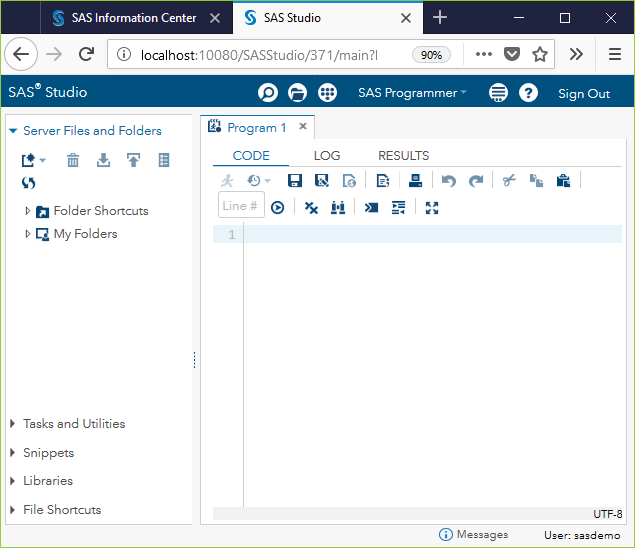 SAS Information Center
SAS Studio
localhost:10080/SASStudio/371/main?l
90%
SAS® Studio
SAS Programmer
Sign Out
Server Files and Folders
Folder Shortcuts
My Folders
Tasks and Utilities
Snippets
Libraries
File Shortcuts
Program 1
CODE LOG RESULTS
Line #
1
UTF-8
Messages
User: sasdemo